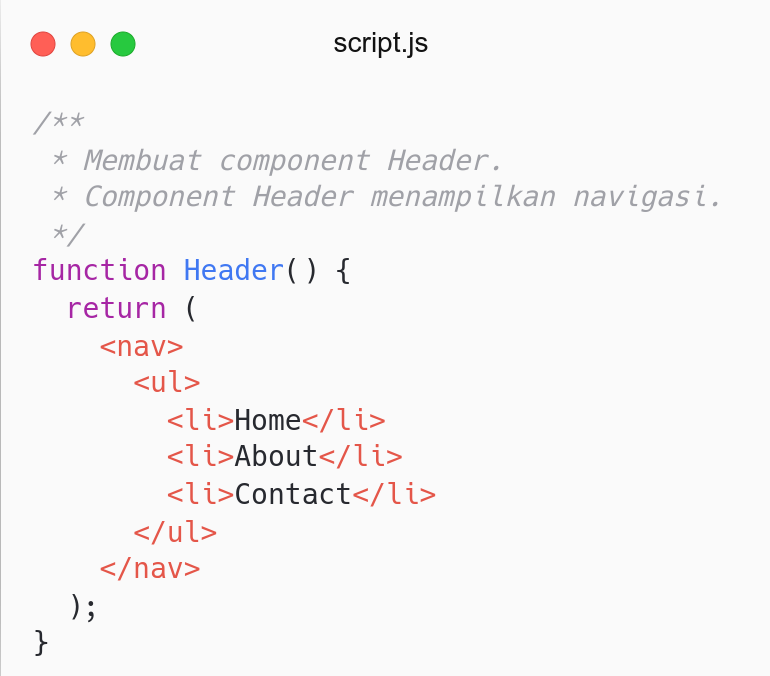 script.js
/**
 * Membuat component Header.
 * Component Header menampilkan navigasi.
 */
function Header() {
  return (
    <nav>
      <ul>
        <li>Home</li>
        <li>About</li>
        <li>Contact</li>
      </ul>
    </nav>
  );
}